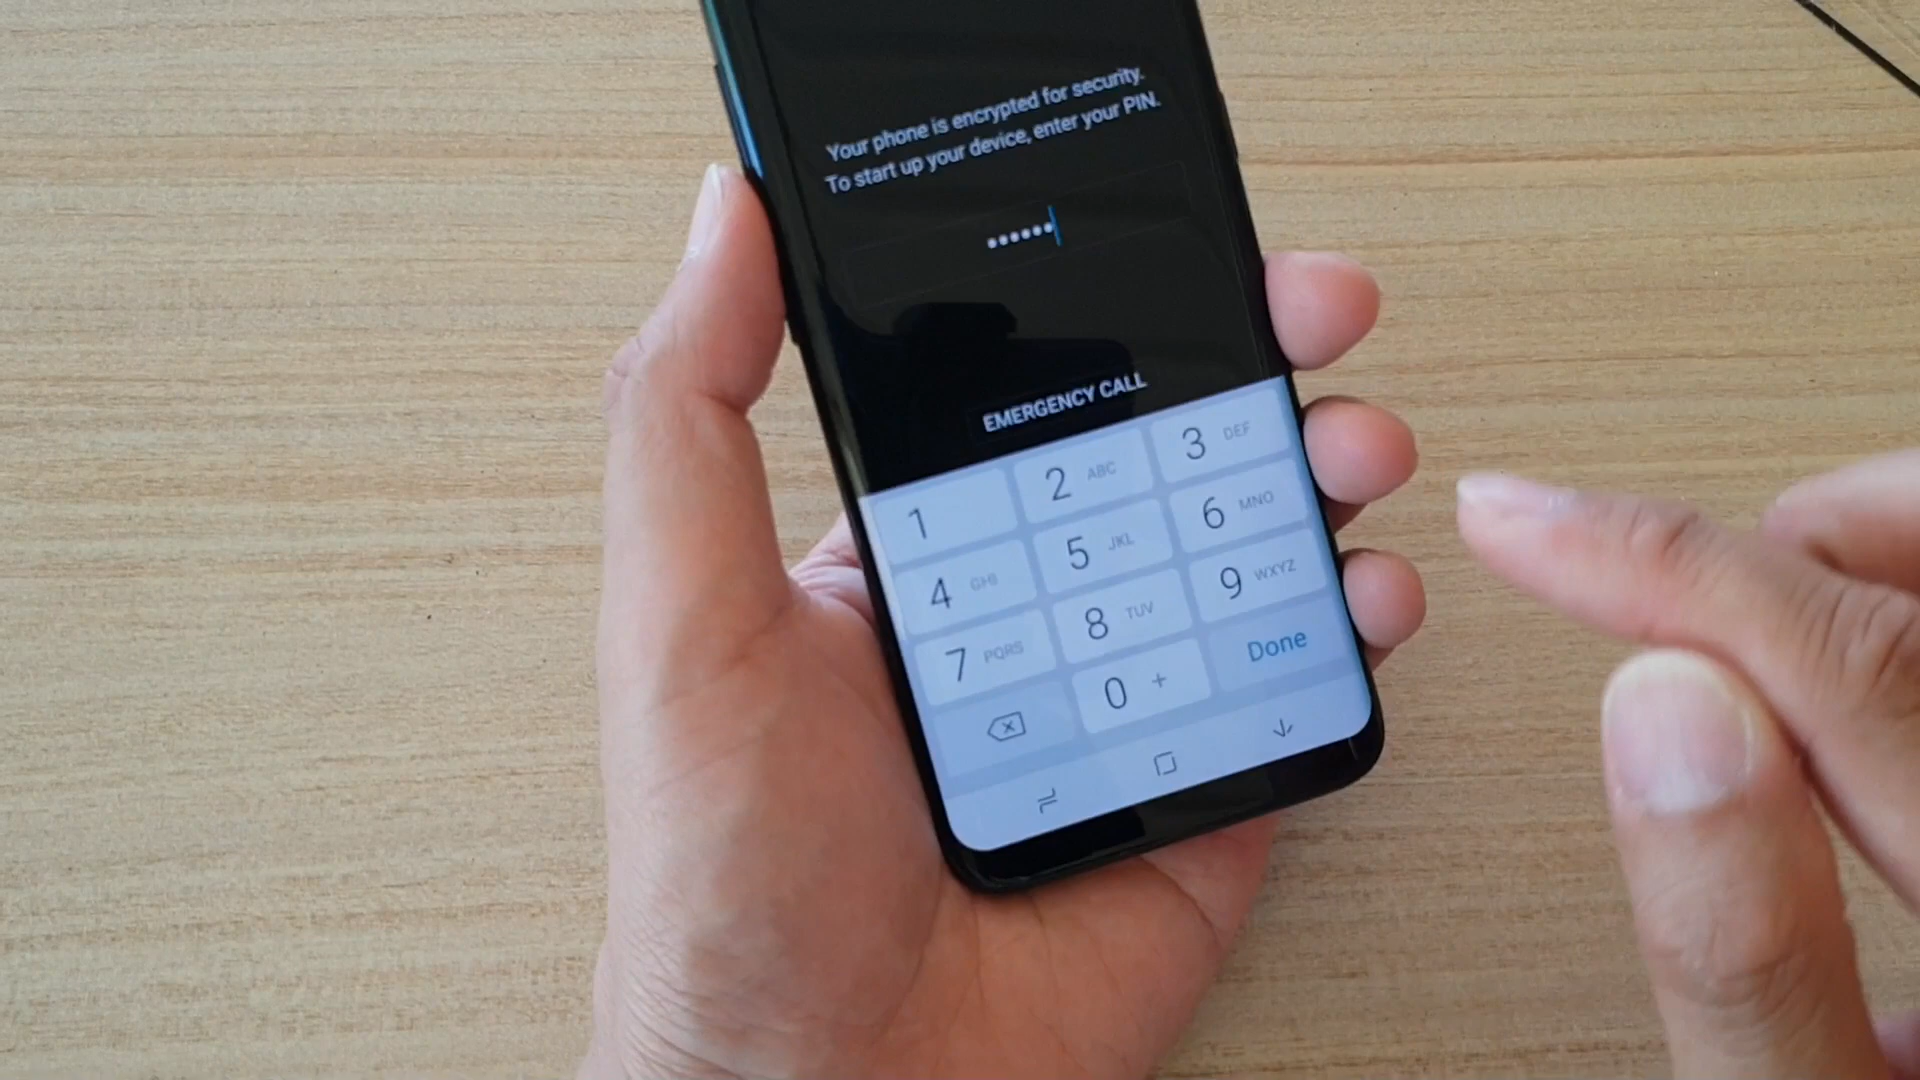 Your phone is encrypted for security.
To start up your device, enter your PIN.
••••••
EMERGENCY CALL
1
2 ABC
3 DEF
4 GHI
5 JKL
6 MNO
7 PQRS
8 TUV
9 WXYZ
0 +
Done